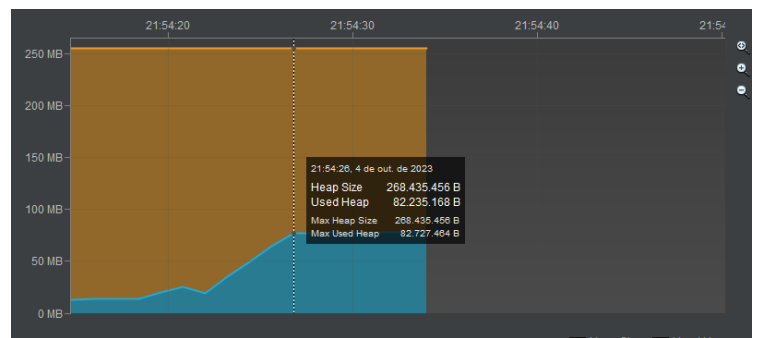 21:54:20 21:54:30 21:54:40 21:54
250 MB
200 MB
150 MB
21:54:26, 4 de out. de 2023
Heap Size 268.435.456 B
Used Heap 82.235.168 B
100 MB
Max Heap Size 268.435.456 B
Max Used Heap 82.727.464 B
50 MB
0 MB